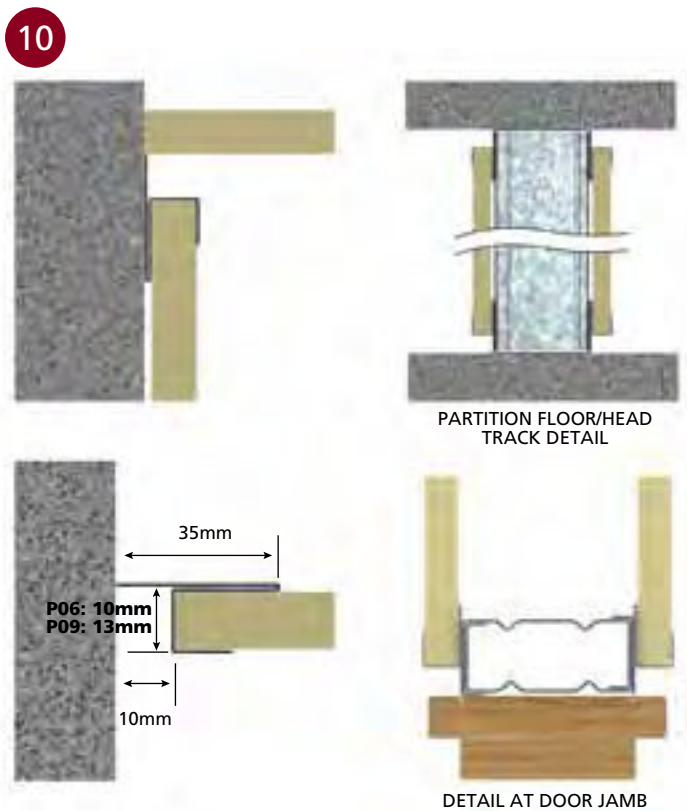 10
PARTITION FLOOR/HEAD
TRACK DETAIL
35mm
P06: 10mm
P09: 13mm
10mm
DETAIL AT DOOR JAMB